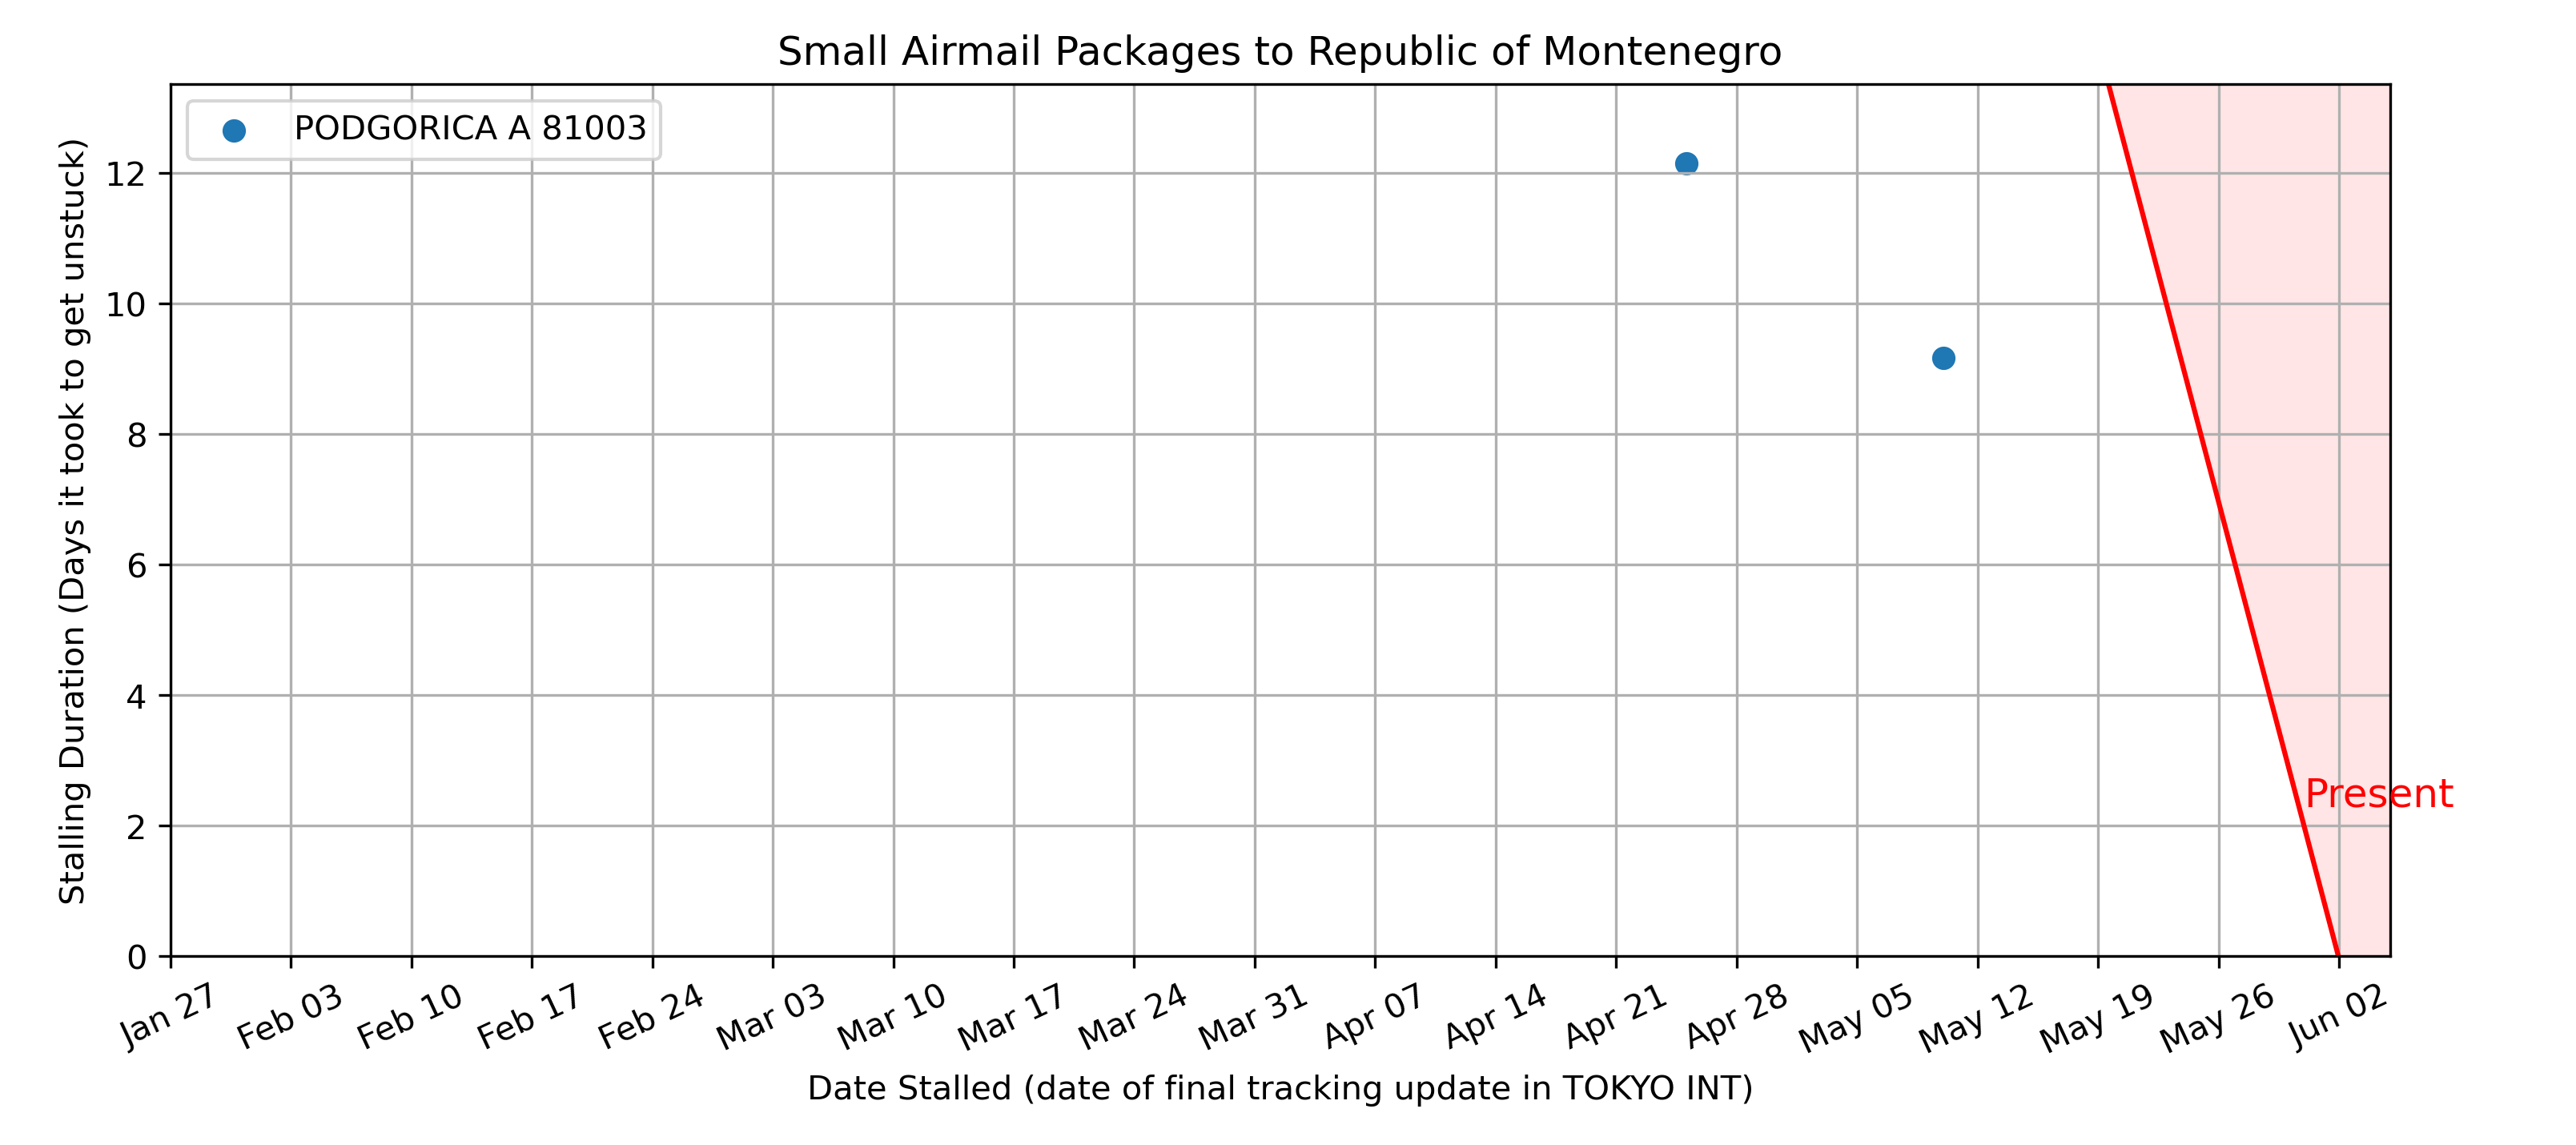 Small Airmail Packages to Republic of Montenegro
PODGORICA A 81003
Stalling Duration (Days it took to get unstuck)
12
10
8
6
4
2
0
Present
Jan 27
Feb 03
Feb 10
Feb 17
Feb 24
Mar 03
Mar 10
Mar 17
Mar 24
Mar 31
Apr 07
Apr 14
Apr 21
Apr 28
May 05
May 12
May 19
May 26
Jun 02
Date Stalled (date of final tracking update in TOKYO INT)